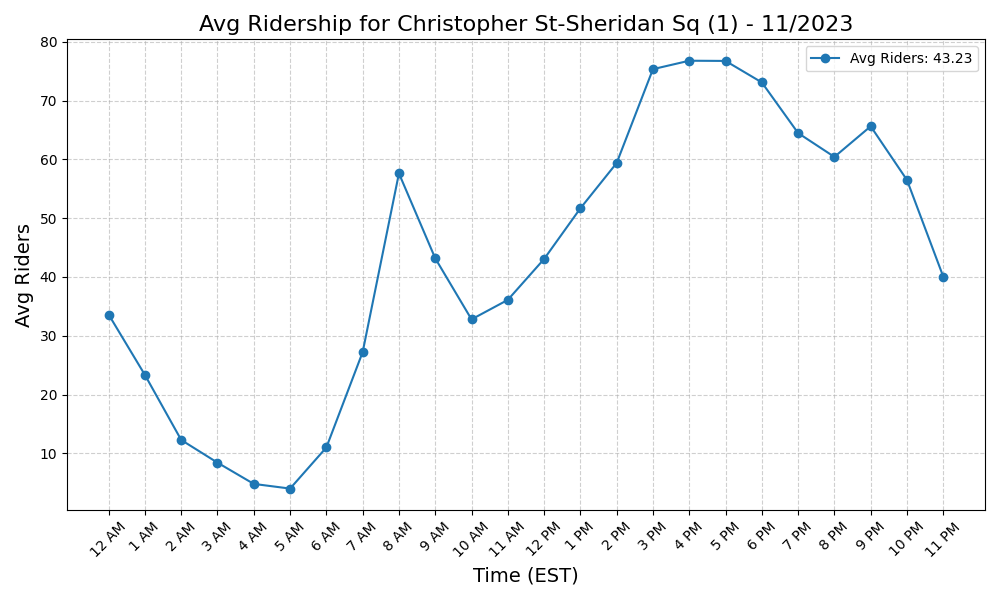 Avg Ridership for Christopher St-Sheridan Sq (1) - 11/2023
Avg Riders: 43.23
Avg Riders
80
70
60
50
40
30
20
10
12 AM
1 AM
2 AM
3 AM
4 AM
5 AM
6 AM
7 AM
8 AM
9 AM
10 AM
11 AM
12 PM
1 PM
2 PM
3 PM
4 PM
5 PM
6 PM
7 PM
8 PM
9 PM
10 PM
11 PM
Time (EST)